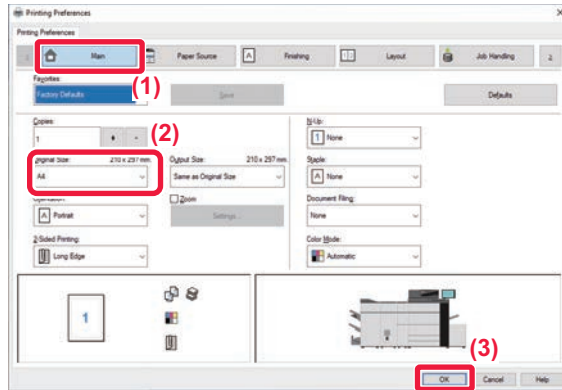 Printing Preferences
Printing Preferences
Main
Paper Source
Finishing
Layout
Job Handling
(1)
Favorites:
Factory Defaults
Save
Defaults
Copies:
1
+ -
(2)
Original Size: 210 x 297 mm.
A4
Output Size: 210 x 297 mm.
Same as Original Size
Orientation:
Portrait
Zoom
Settings...
2-Sided Printing:
Long Edge
N-Up:
1 None
Staple:
A None
Document Filing:
None
Color Mode:
Automatic
1
(3)
OK
Cancel
Help